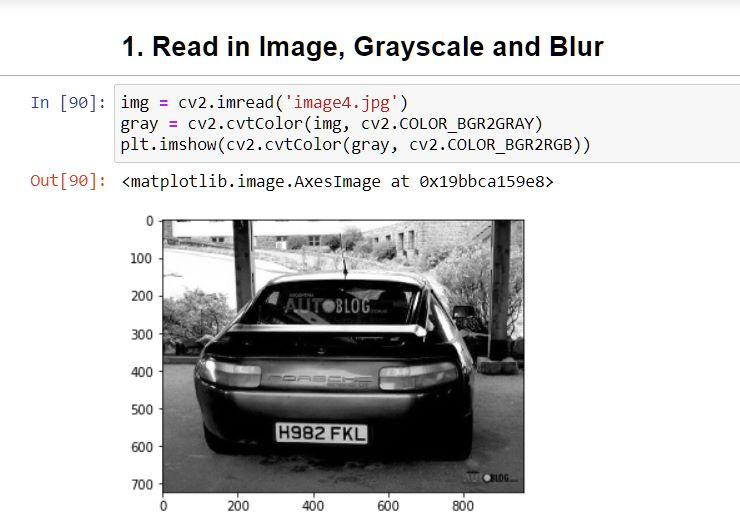 1. Read in Image, Grayscale and Blur
In [90]: img = cv2.imread('image4.jpg')
gray = cv2.cvtColor(img, cv2.COLOR_BGR2GRAY)
plt.imshow(cv2.cvtColor(gray, cv2.COLOR_BGR2RGB))
Out[90]: <matplotlib.image.AxesImage at 0x19bbca159e8>
0
100
200
300
400
500
600
700
AUTOBLOG
PORSCHE
H982 FKL
AUTOBLOG
0 200 400 600 800